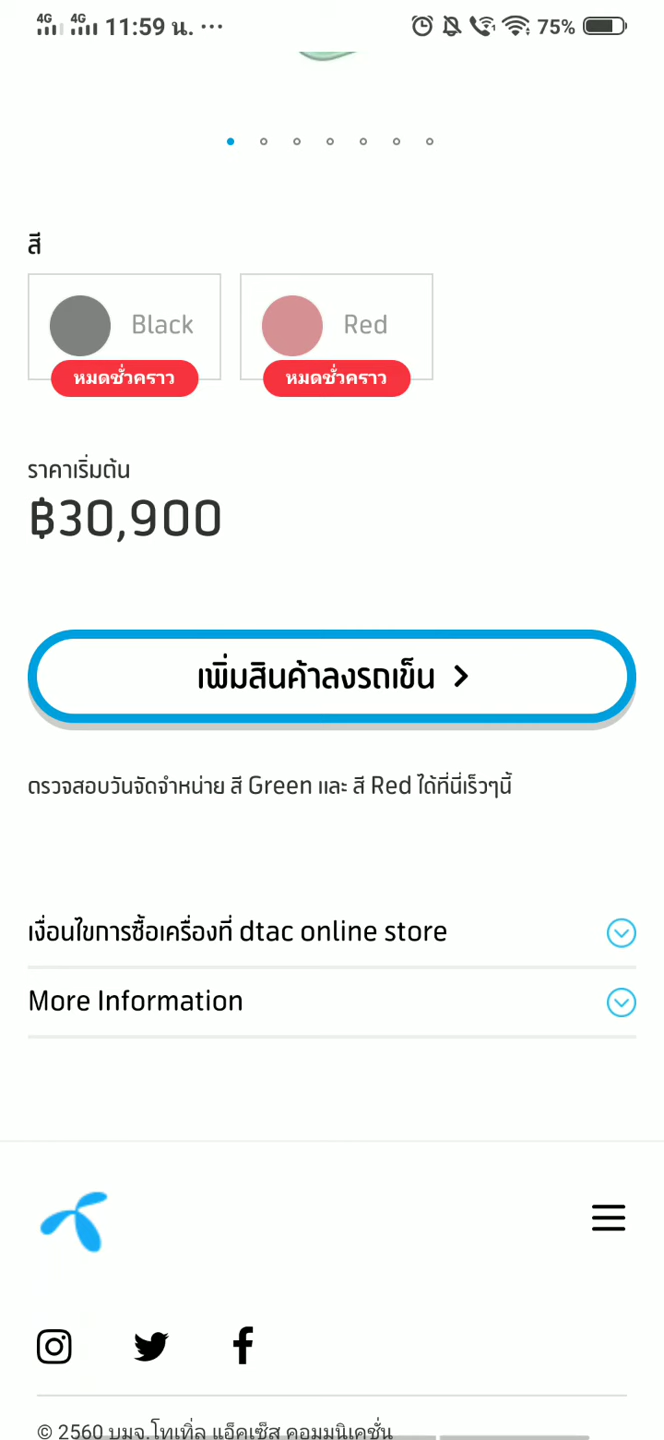 4G 4G 11:59 น. ... 75%
สี
Black Red
หมดชั่วคราว หมดชั่วคราว
ราคาเริ่มต้น
฿30,900
เพิ่มสินค้าลงรถเข็น >
ตรวจสอบวันจัดจำหน่าย สี Green และ สี Red ได้ที่นี่เร็วๆนี้
เงื่อนไขการซื้อเครื่องที่ dtac online store
More Information
© 2560 บมจ.โทเทิ่ล แอ็คเซ็ส คอมมูนิเคชั่น